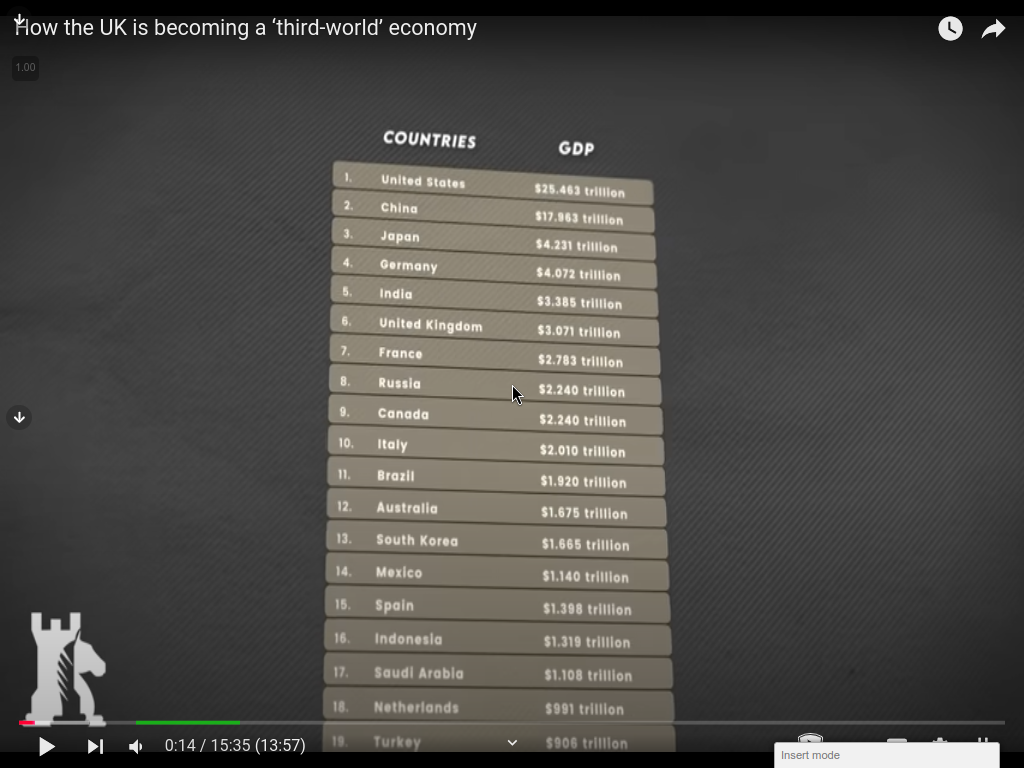 How the UK is becoming a ‘third-world’ economy
1.00
COUNTRIES GDP
1. United States $25.463 trillion
2. China $17.963 trillion
3. Japan $4.231 trillion
4. Germany $4.072 trillion
5. India $3.385 trillion
6. United Kingdom $3.071 trillion
7. France $2.783 trillion
8. Russia $2.240 trillion
9. Canada $2.240 trillion
10. Italy $2.010 trillion
11. Brazil $1.920 trillion
12. Australia $1.675 trillion
13. South Korea $1.665 trillion
14. Mexico $1.140 trillion
15. Spain $1.398 trillion
16. Indonesia $1.319 trillion
17. Saudi Arabia $1.108 trillion
18. Netherlands $991 trillion
19. Turkey $906 trillion
0:14 / 15:35 (13:57)
Insert mode